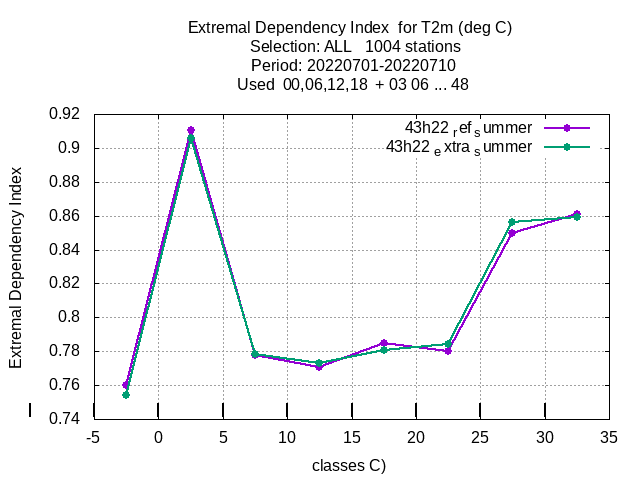 Extremal Dependency Index  for T2m (deg C)
Selection: ALL   1004 stations
Period: 20220701-20220710
Used  00,06,12,18  + 03 06 ... 48
43h22 ref summer
43h22 extra summer
Extremal Dependency Index
0.92
0.9
0.88
0.86
0.84
0.82
0.8
0.78
0.76
0.74
-5 0 5 10 15 20 25 30 35
classes C)